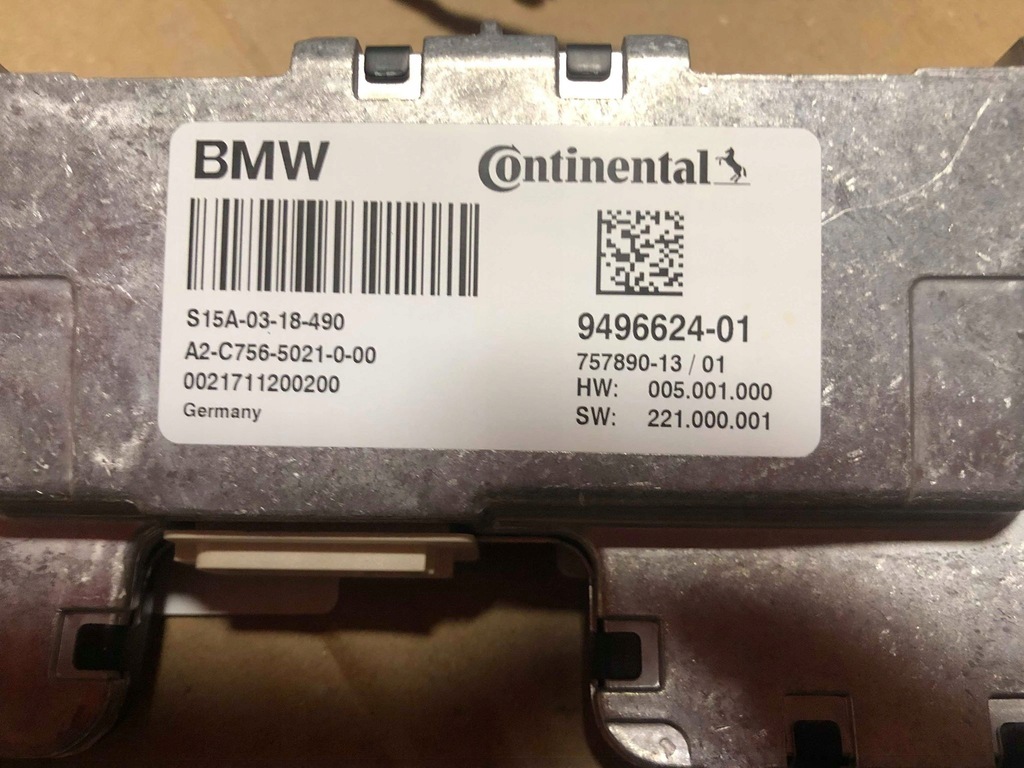 BMW
Continental
S15A-03-18-490
A2-C756-5021-0-00
0021711200200
Germany
9496624-01
757890-13 / 01
HW: 005.001.000
SW: 221.000.001